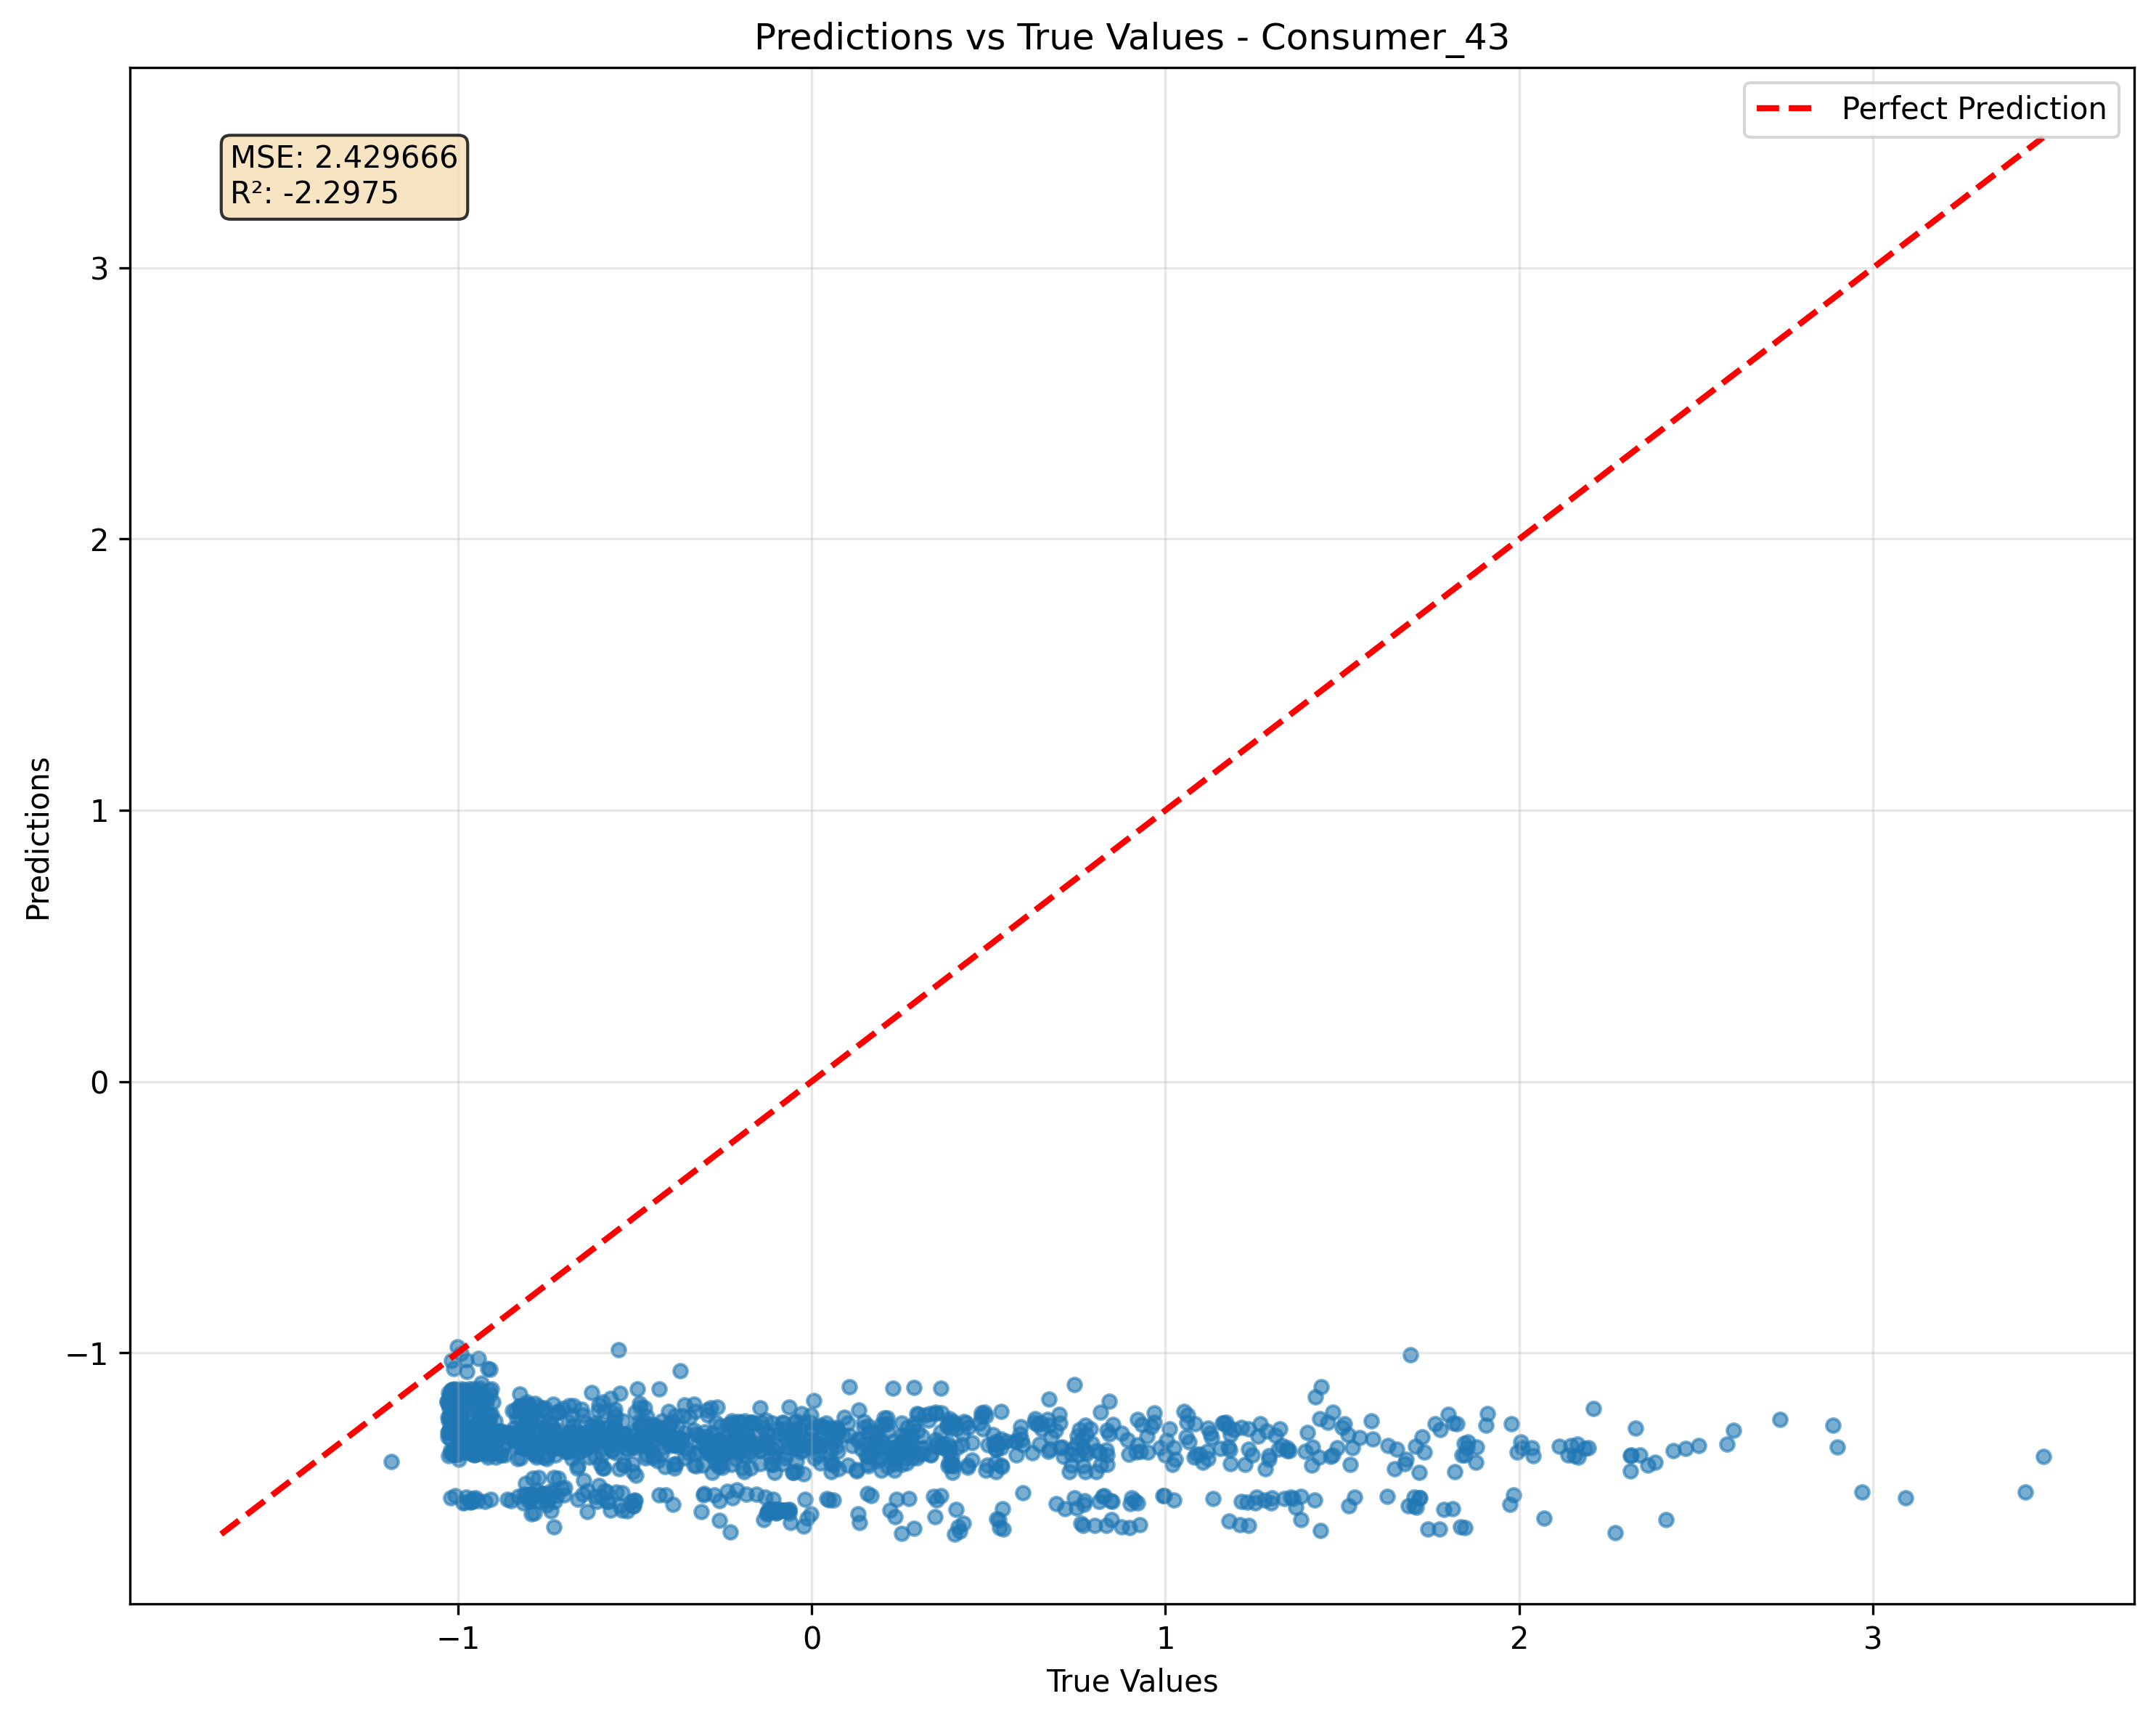 Predictions vs True Values - Consumer_43
Perfect Prediction
MSE: 2.429666
R²: -2.2975
3
2
1
0
−1
Predictions
−1 0 1 2 3
True Values